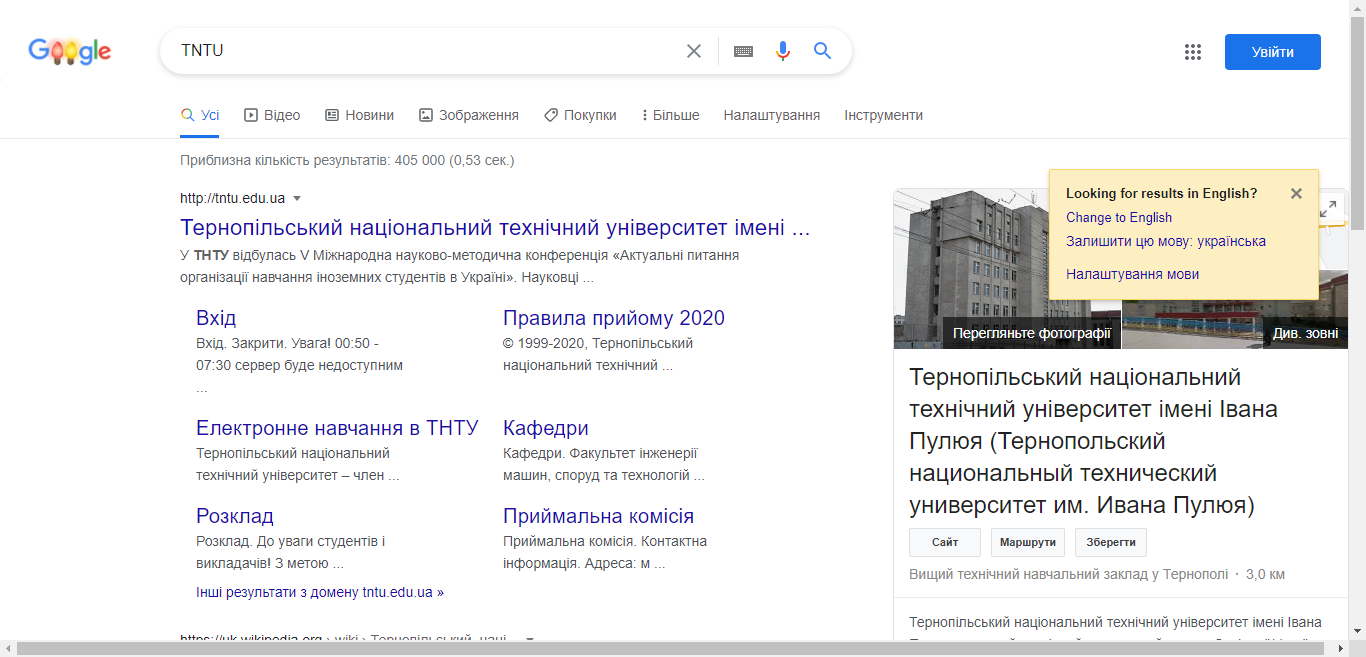 Google
TNTU
Увійти
Усі
Відео
Новини
Зображення
Покупки
Більше
Налаштування
Інструменти
Приблизна кількість результатів: 405 000 (0,53 сек.)
http://tntu.edu.ua
Тернопільський національний технічний університет імені ...
У ТНТУ відбулась V Міжнародна науково-методична конференція «Актуальні питання
організації навчання іноземних студентів в Україні». Науковці ...
Вхід
Вхід. Закрити. Увага! 00:50 -
07:30 сервер буде недоступним
...
Правила прийому 2020
© 1999-2020, Тернопільський
національний технічний ...
Електронне навчання в ТНТУ
Тернопільський національний
технічний університет – член ...
Кафедри
Кафедри. Факультет інженерії
машин, споруд та технологій ...
Розклад
Розклад. До уваги студентів і
викладачів! З метою ...
Приймальна комісія
Приймальна комісія. Контактна
інформація. Адреса: м ...
Інші результати з домену tntu.edu.ua »
https://uk.wikipedia.org › wiki › Тернопільський_наці...
Looking for results in English?
Change to English
Залишити цю мову: українська
Налаштування мови
Перегляньте фотографії
Див. зовні
Тернопільський національний
технічний університет імені Івана
Пулюя (Тернопольский
национальный технический
университет им. Ивана Пулюя)
Сайт
Маршрути
Зберегти
Вищий технічний навчальний заклад у Тернополі · 3,0 км
Тернопільський національний технічний університет імені Івана